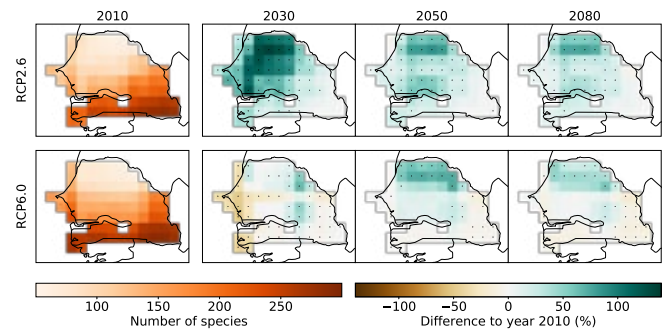 2010 2030 2050 2080
RCP2.6
RCP6.0
100 150 200 250 −100 −50 0 50 100
Number of species Difference to year 2010 (%)